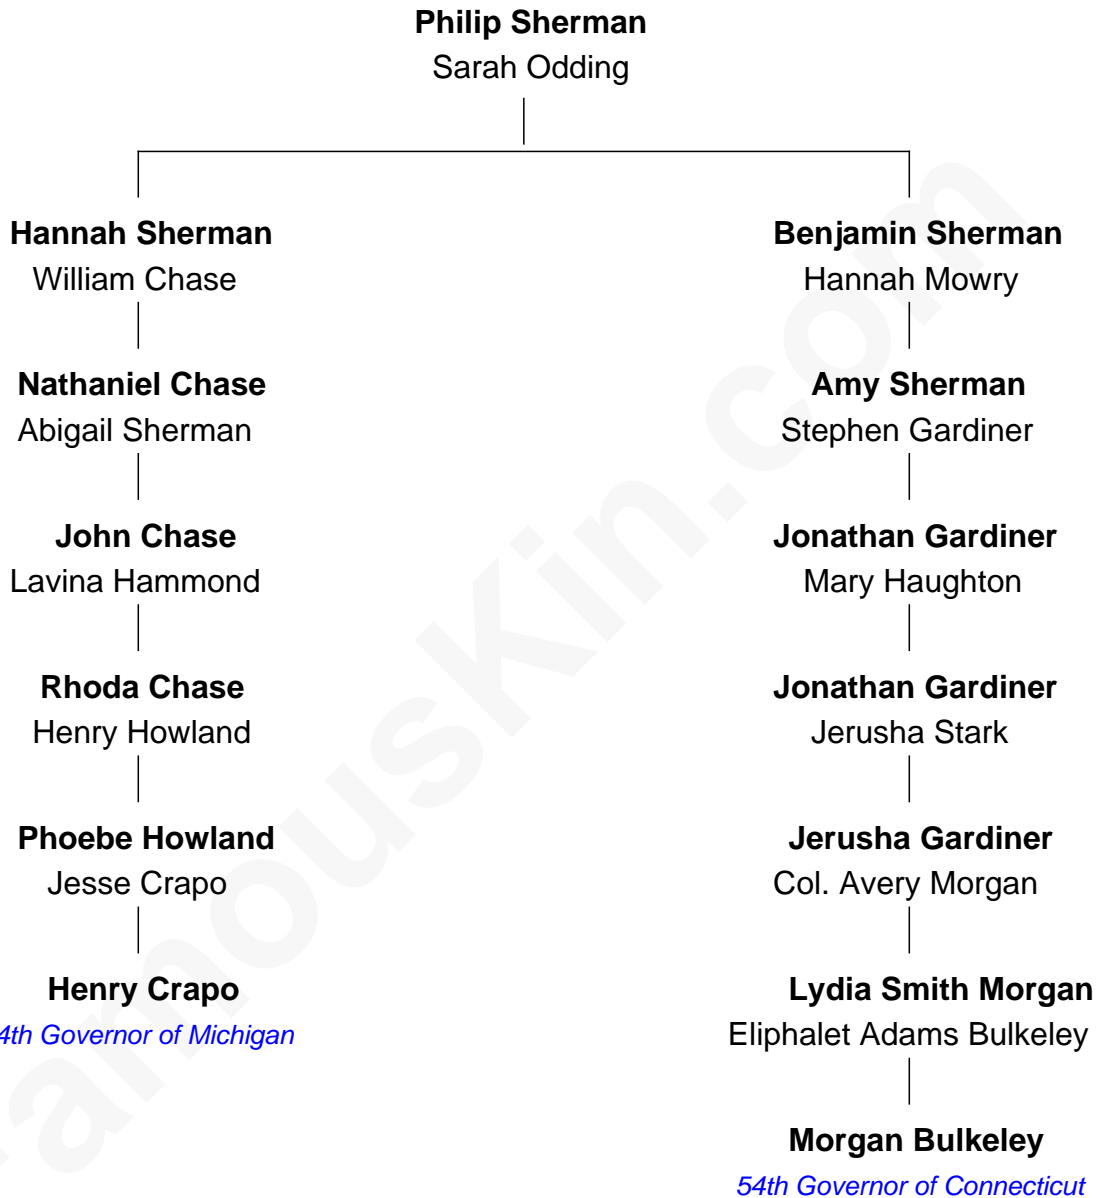 Philip Sherman
Sarah Odding
Hannah Sherman
William Chase
Benjamin Sherman
Hannah Mowry
Nathaniel Chase
Abigail Sherman
Amy Sherman
Stephen Gardiner
John Chase
Lavina Hammond
Jonathan Gardiner
Mary Haughton
Rhoda Chase
Henry Howland
Jonathan Gardiner
Jerusha Stark
Phoebe Howland
Jesse Crapo
Jerusha Gardiner
Col. Avery Morgan
Henry Crapo
4th Governor of Michigan
Lydia Smith Morgan
Eliphalet Adams Bulkeley
Morgan Bulkeley
54th Governor of Connecticut
amouskin.com